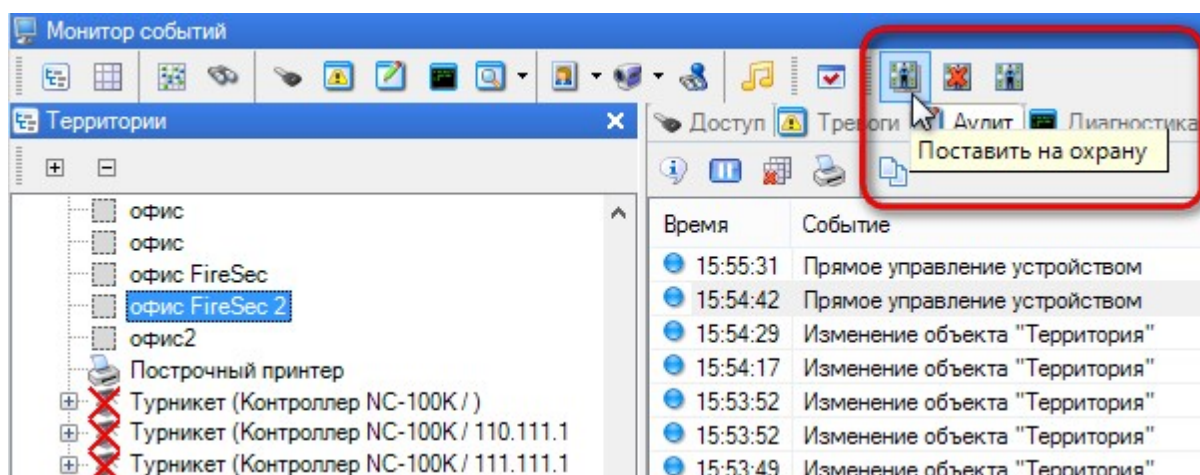 Монитор событий
Территории
Доступ Тревоги Аудит Диагностика
Поставить на охрану
офис
офис
офис FireSec
офис FireSec 2
офис2
Построчный принтер
Турникет (Контроллер NC-100K / )
Турникет (Контроллер NC-100K / 110.111.1
Турникет (Контроллер NC-100K / 111.111.1
Время Событие
15:55:31 Прямое управление устройством
15:54:42 Прямое управление устройством
15:54:29 Изменение объекта "Территория"
15:54:17 Изменение объекта "Территория"
15:53:52 Изменение объекта "Территория"
15:53:52 Изменение объекта "Территория"
15:53:49 Изменение объекта "Территория"